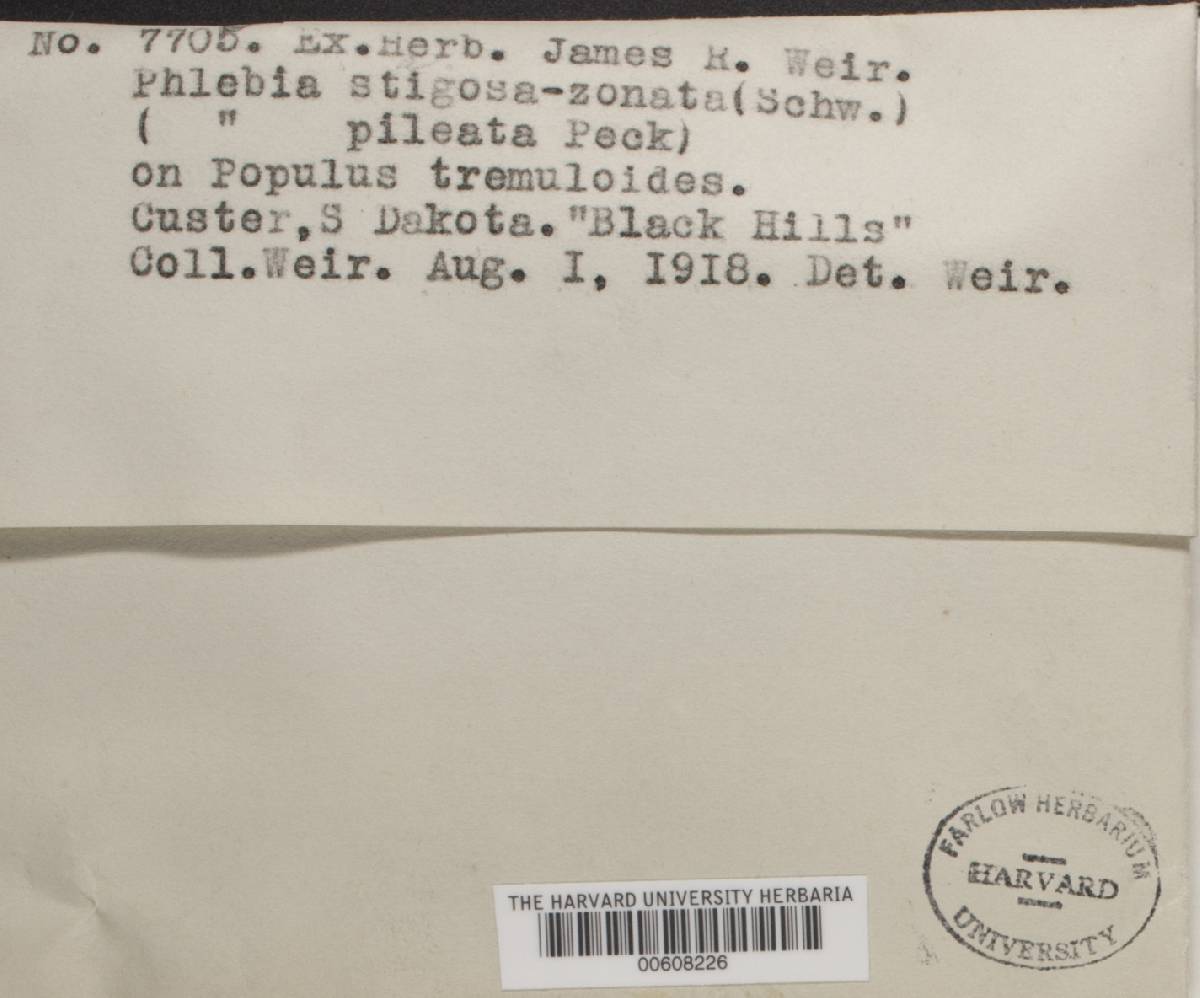 No. 7705. Ex.Herb. James R. Weir.
Phlebia stigosa-zonata(Schw.)
( " pileata Peck)
on Populus tremuloides.
Custer,S Dakota."Black Hills"
Coll.Weir. Aug. I, I9I8. Det. Weir.
FARLOW HERBARIUM
HARVARD
UNIVERSITY
THE HARVARD UNIVERSITY HERBARIA
00608226